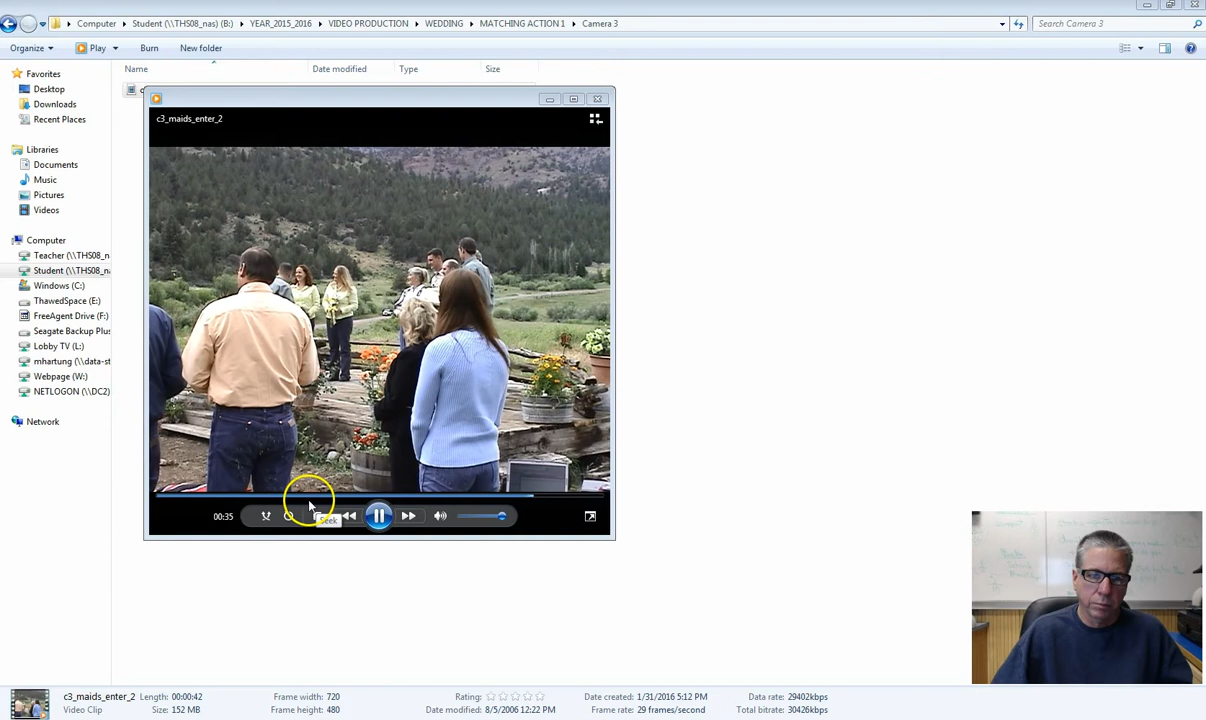 Computer Student (\\THS08_nas) (B:) YEAR_2015_2016 VIDEO PRODUCTION WEDDING MATCHING ACTION 1 Camera 3
Search Camera 3
Organize Play Burn New folder
Name Date modified Type Size
Favorites
Desktop
Downloads
Recent Places
Libraries
Documents
Music
Pictures
Videos
Computer
Teacher (\\THS08_n
Student (\\THS08_na
Windows (C:)
ThawedSpace (E:)
FreeAgent Drive (F:)
Seagate Backup Plus
Lobby TV (L:)
mhartung (\\data-st
Webpage (W:)
NETLOGON (\\DC2)
Network
c3_maids_enter_2
00:35
Seek
c3_maids_enter_2 Length: 00:00:42 Frame width: 720 Rating: Date created: 1/31/2016 5:12 PM Data rate: 29402kbps
Video Clip Size: 152 MB Frame height: 480 Date modified: 8/5/2006 12:22 PM Frame rate: 29 frames/second Total bitrate: 30426kbps